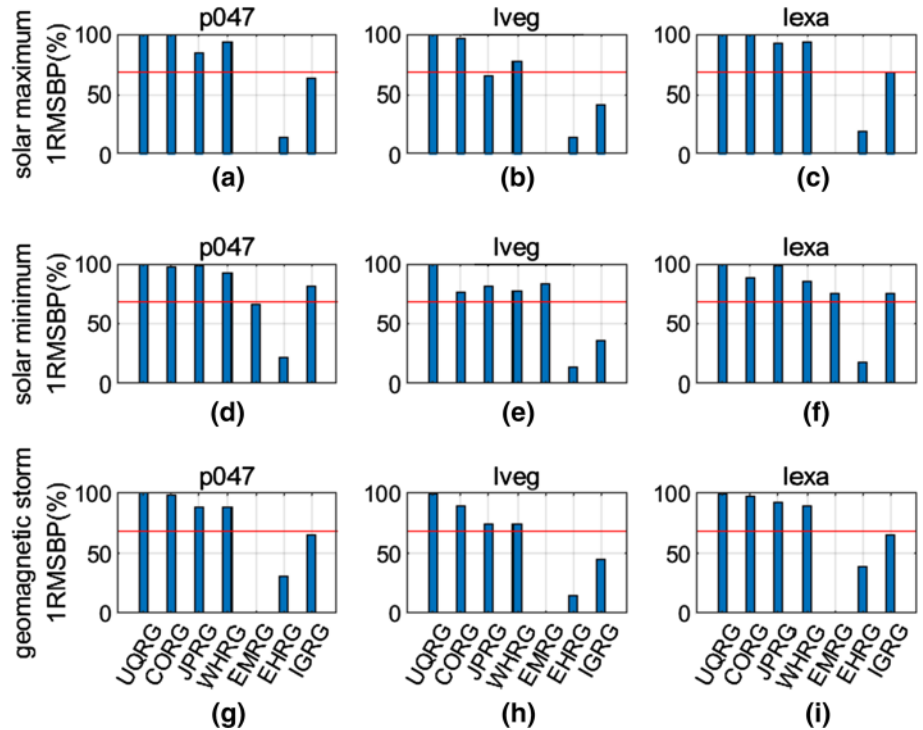 p047 lveg lexa
solar maximum
1RMSBP(%)
100 100 100
50 50 50
0 0 0
(a) (b) (c)
p047 lveg lexa
solar minimum
1RMSBP(%)
100 100 100
50 50 50
0 0 0
(d) (e) (f)
p047 lveg lexa
geomagnetic storm
1RMSBP(%)
100 100 100
50 50 50
0 0 0
UQRG CORG JPRG WHRG EMRG EHRG IGRG
UQRG CORG JPRG WHRG EMRG EHRG IGRG
UQRG CORG JPRG WHRG EMRG EHRG IGRG
(g) (h) (i)